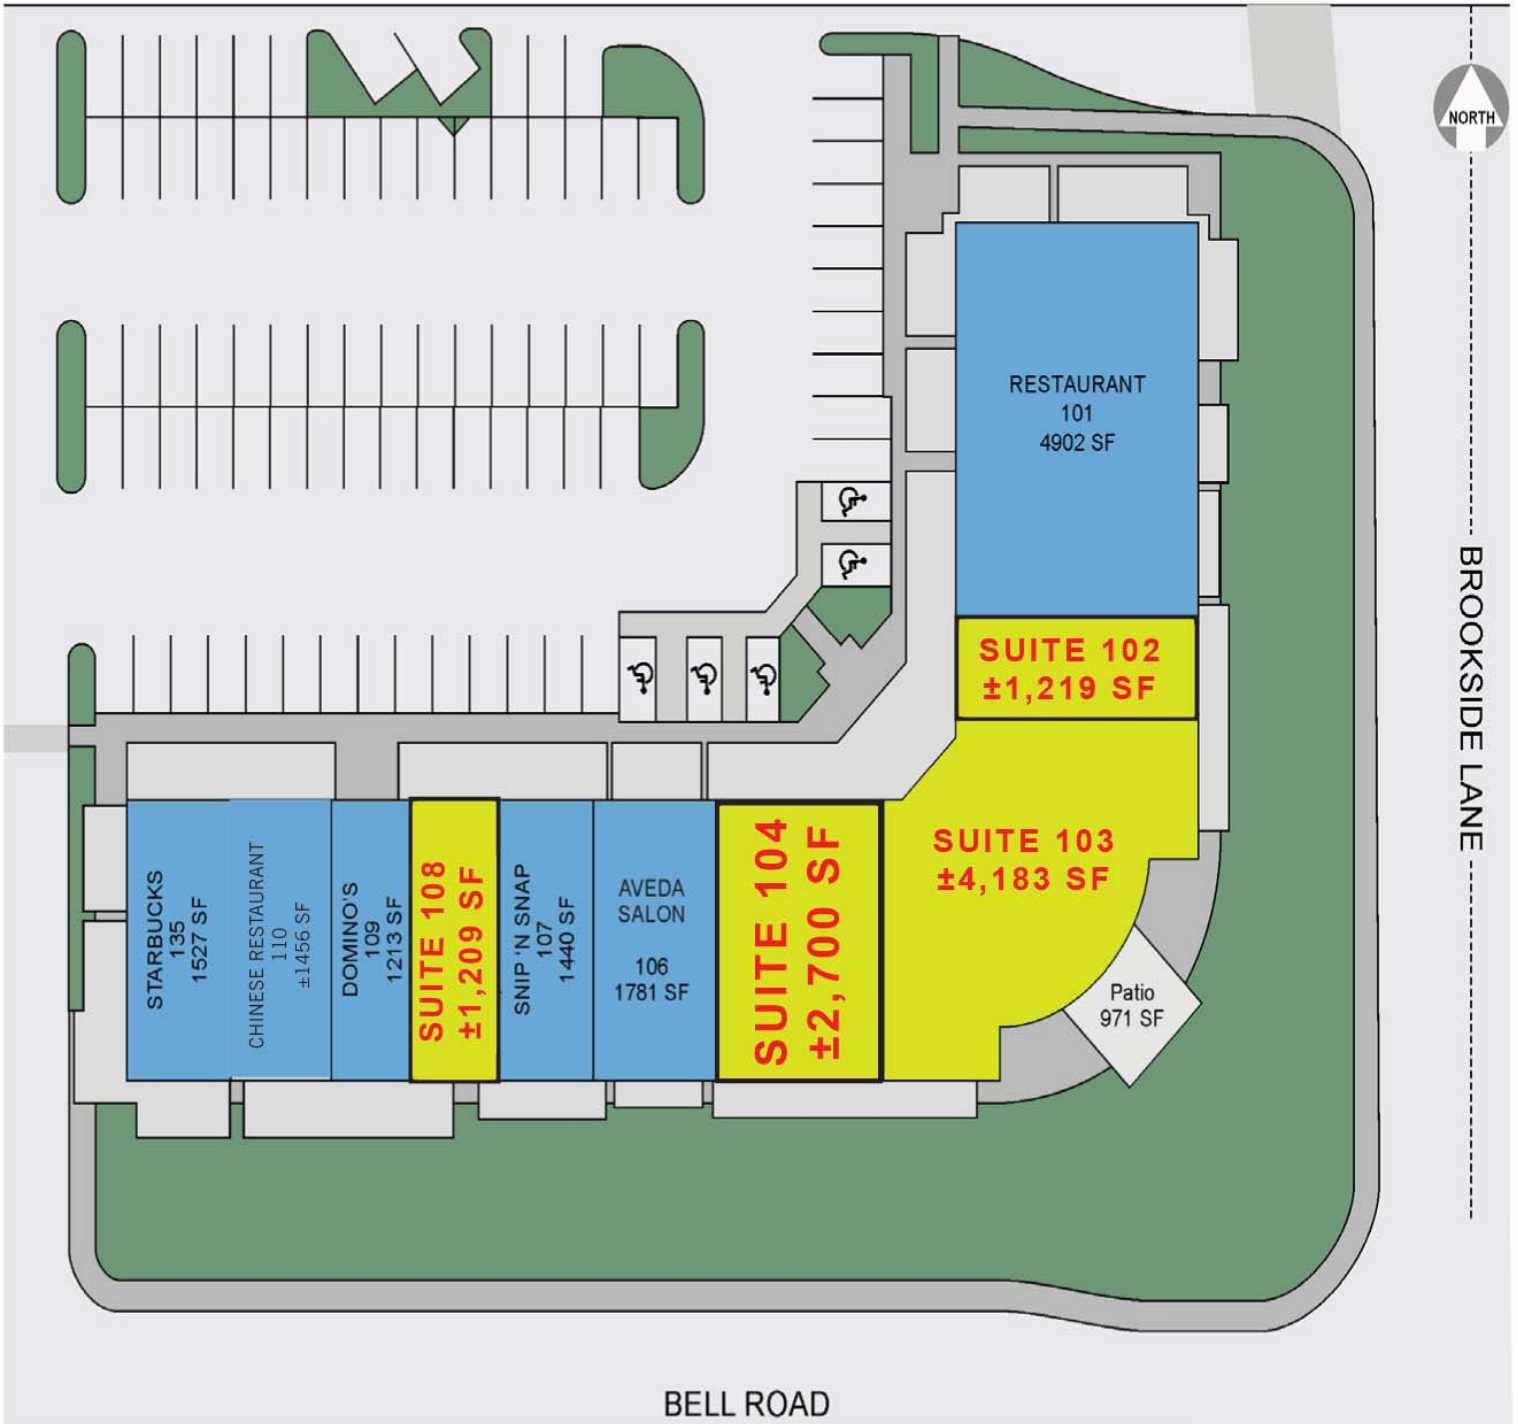 NORTH
RESTAURANT
101
4902 SF
SUITE 102
±1,219 SF
BROOKSIDE LANE
SUITE 103
±4,183 SF
STARBUCKS
135
1527 SF
CHINESE RESTAURANT
110
±1456 SF
DOMINO'S
109
1213 SF
SUITE 108
±1,209 SF
SNIP 'N SNAP
107
1440 SF
AVEDA
SALON
106
1781 SF
SUITE 104
±2,700 SF
Patio
971 SF
BELL ROAD